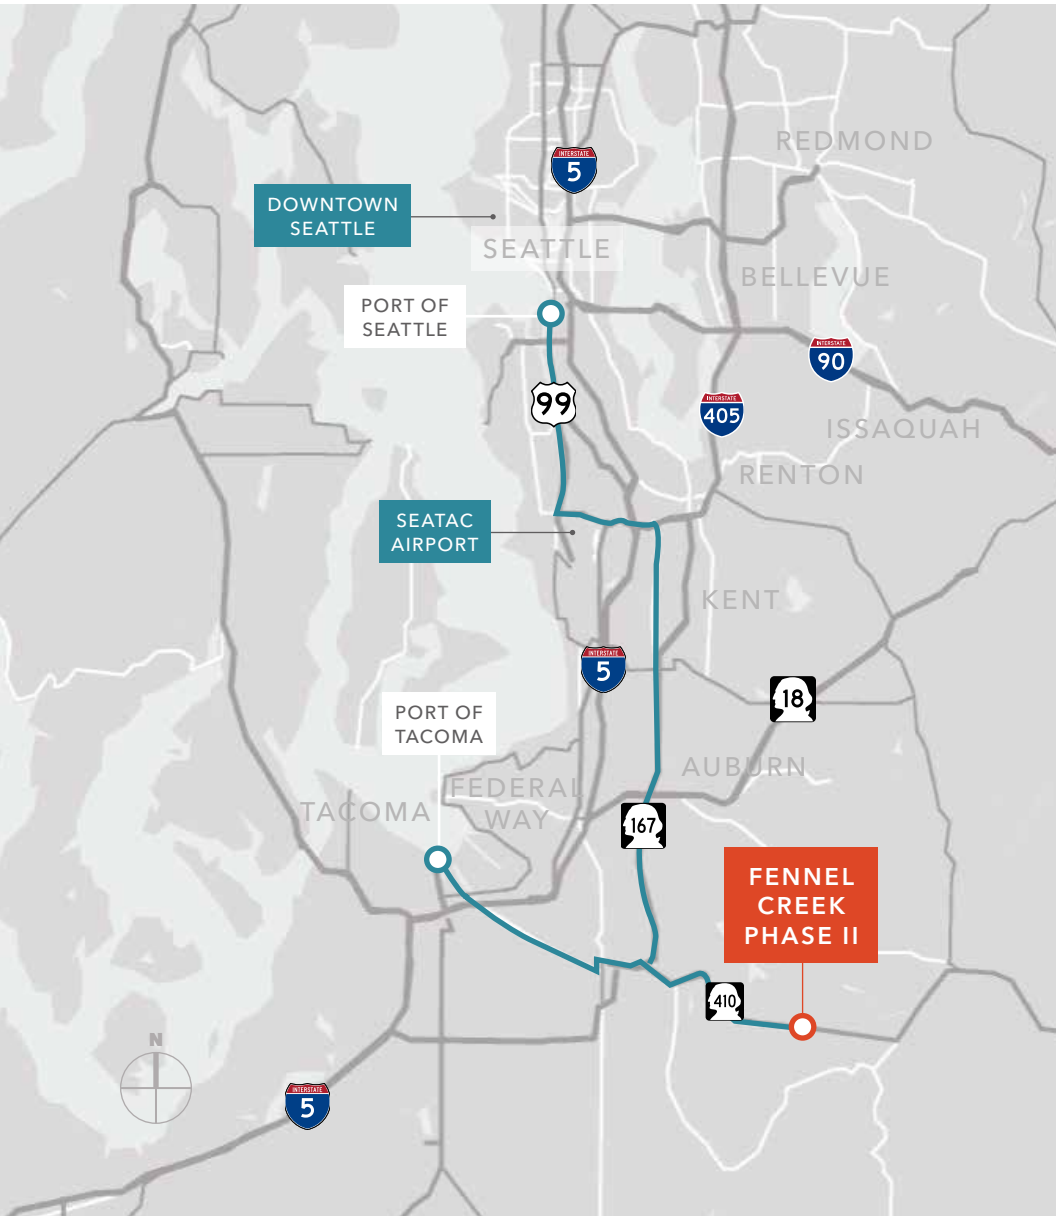 REDMOND
INTERSTATE
5
DOWNTOWN
SEATTLE
SEATTLE
BELLEVUE
PORT OF
SEATTLE
INTERSTATE
90
99
INTERSTATE
405
ISSAQUAH
RENTON
SEATAC
AIRPORT
KENT
INTERSTATE
5
18
PORT OF
TACOMA
AUBURN
FEDERAL
WAY
TACOMA
167
FENNEL
CREEK
PHASE II
410
N
INTERSTATE
5